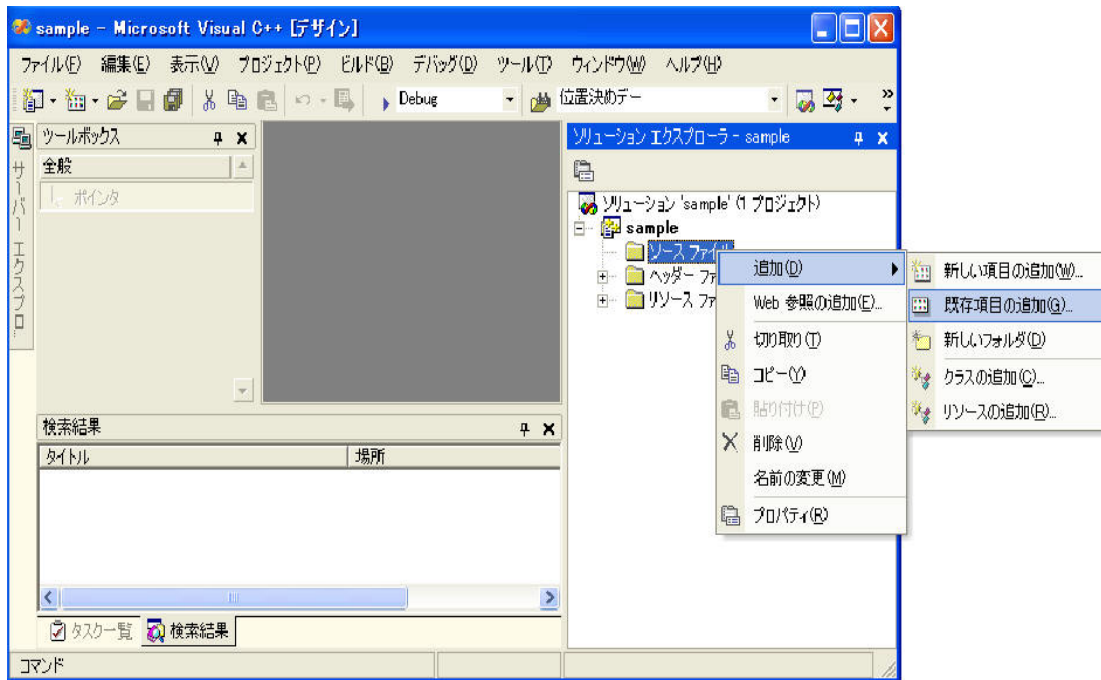 sample - Microsoft Visual C++ [デザイン]
ファイル(F) 編集(E) 表示(V) プロジェクト(P) ビルド(B) デバッグ(D) ツール(T) ウィンドウ(W) ヘルプ(H)
Debug 位置決めデー
サーバー エクスプロー
ツールボックス
全般
ポインタ
ソリューション エクスプローラ - sample
ソリューション 'sample' (1 プロジェクト)
sample
ソース ファイル
ヘッダー ファ
リソース ファ
追加(D)
Web 参照の追加(E)...
切り取り(T)
コピー(Y)
貼り付け(P)
削除(V)
名前の変更(M)
プロパティ(R)
新しい項目の追加(W)...
既存項目の追加(G)...
新しいフォルダ(D)
クラスの追加(C)...
リソースの追加(R)...
検索結果
タイトル 場所
タスク一覧 検索結果
コマンド